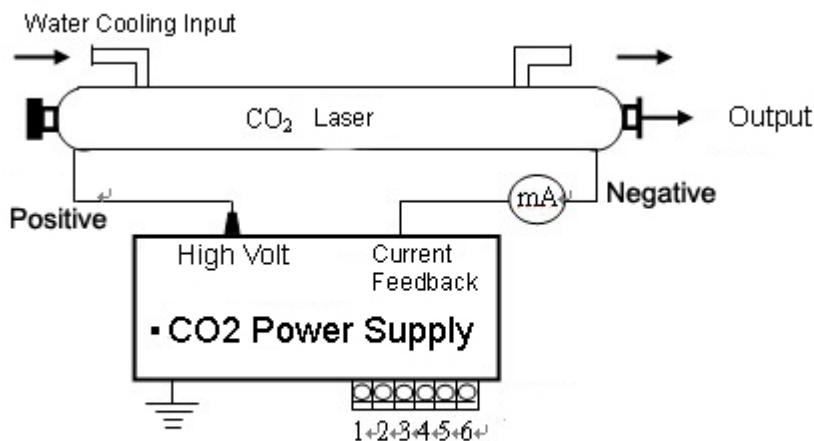 Water Cooling Input
CO₂ Laser
Output
mA
Negative
Positive
High Volt
Current
Feedback
CO2 Power Supply
1 2 3 4 5 6